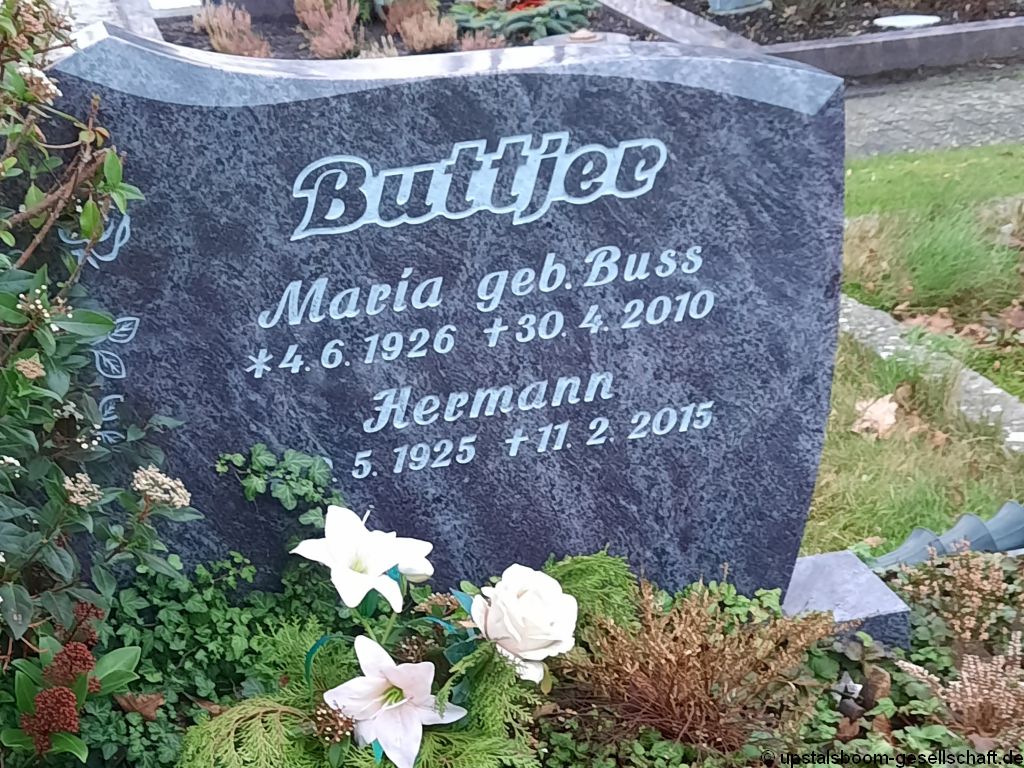 Buttjer
Maria geb. Buss
*4. 6. 1926 †30. 4. 2010
Hermann
5. 1925 †11. 2. 2015
© upstalsboom-gesellschaft.de